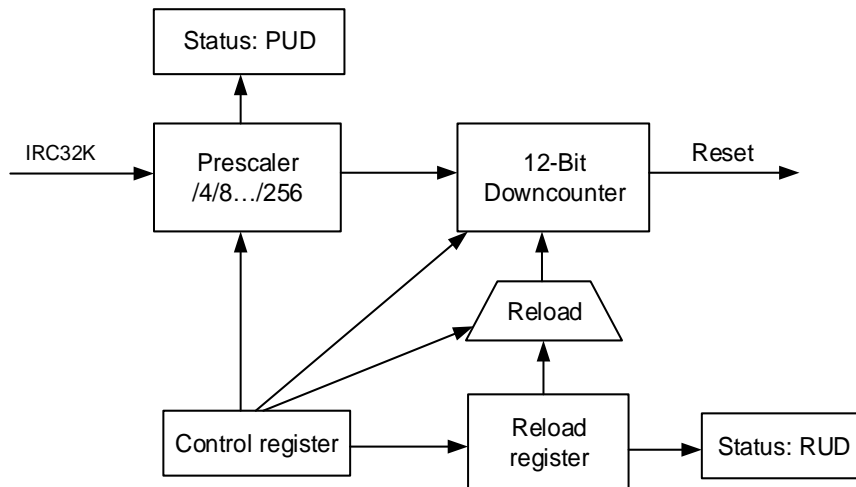 Status: PUD
IRC32K
Prescaler
/4/8.../256
12-Bit
Downcounter
Reset
Reload
Control register
Reload
register
Status: RUD